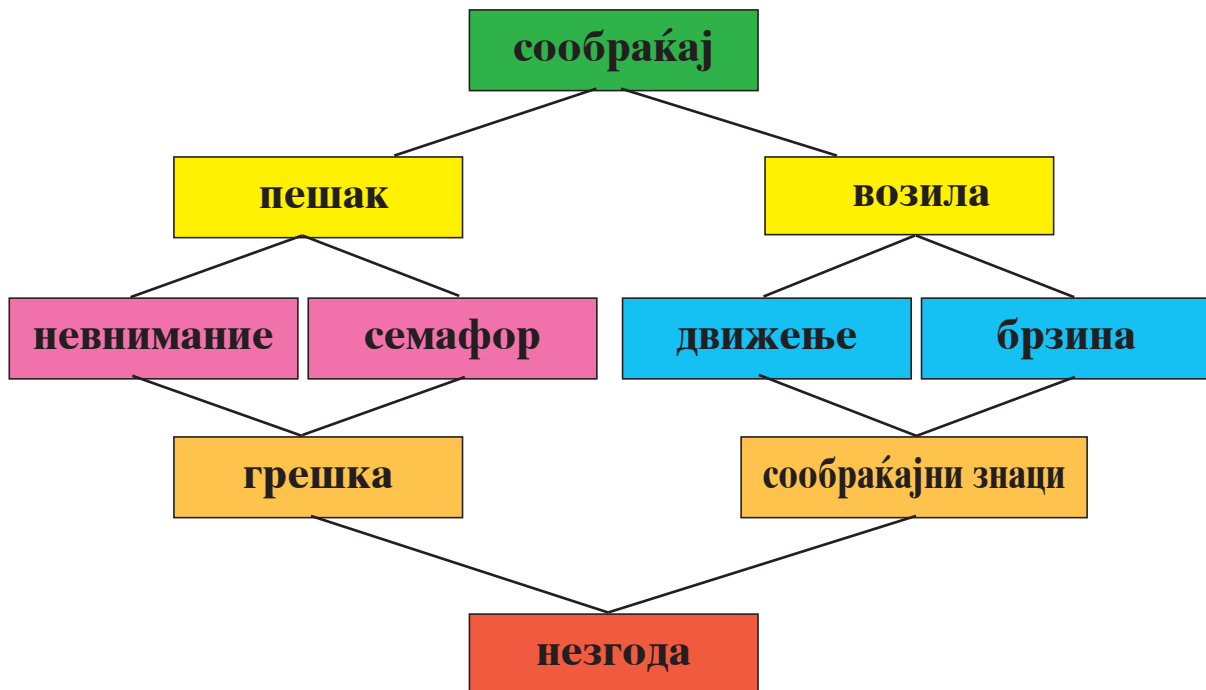 сообраќај
пешак
возила
невнимание
семафор
движење
брзина
грешка
сообраќајни знаци
незгода